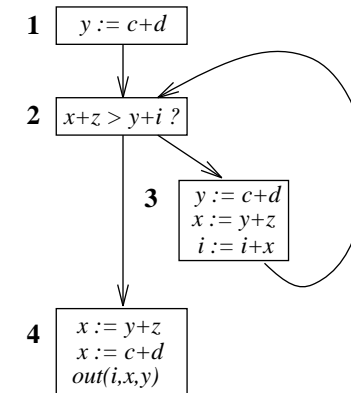 1 y := c+d
2 x+z > y+i ?
3 y := c+d
x := y+z
i := i+x
4 x := y+z
x := c+d
out(i,x,y)